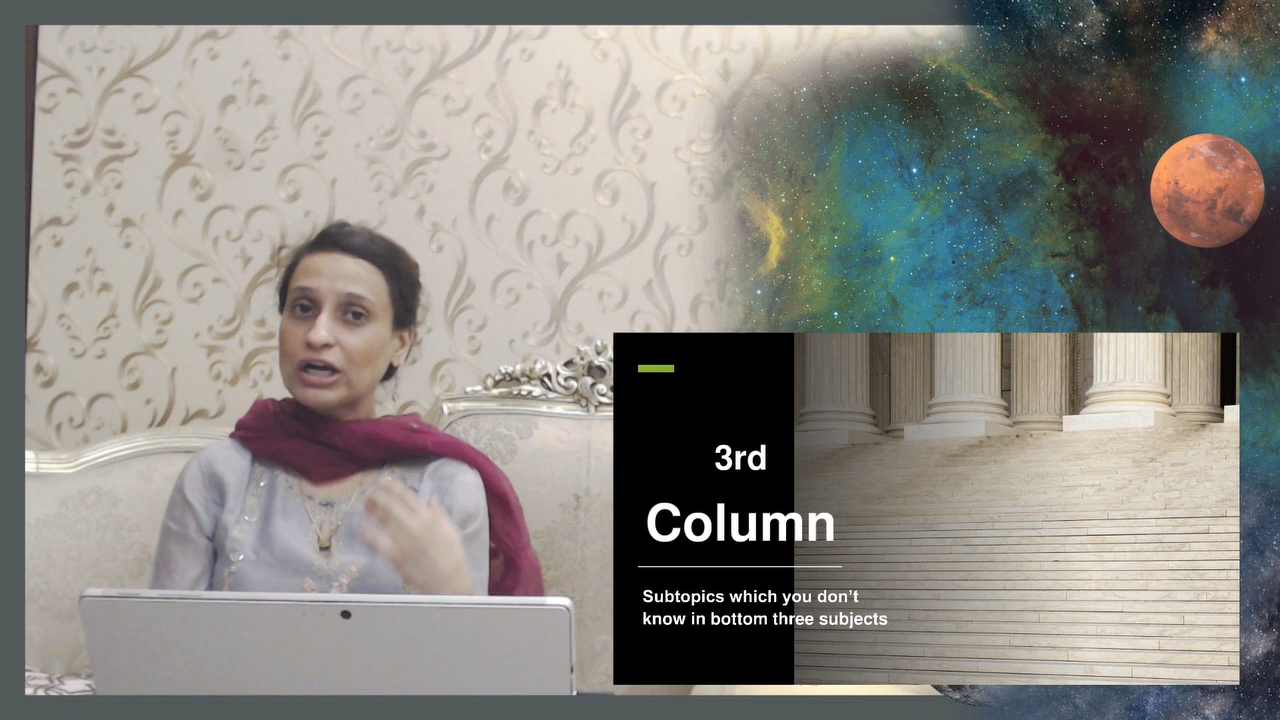 3rd
Column
Subtopics which you don’t
know in bottom three subjects